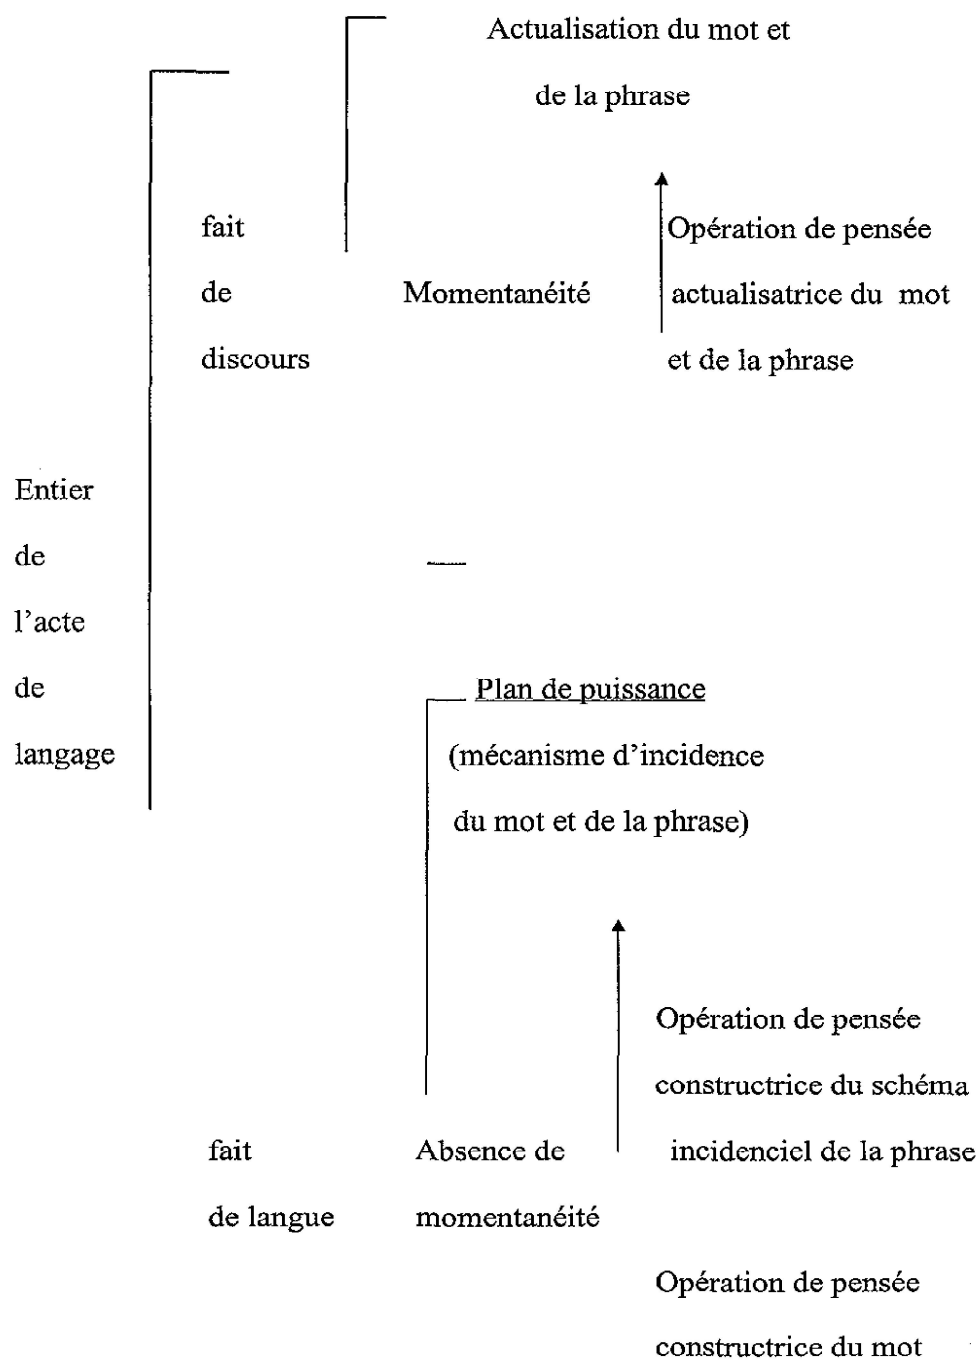 Actualisation du mot et
de la phrase
fait
de
discours
Momentanéité
Opération de pensée
actualisatrice du mot
et de la phrase
Entier
de
l'acte
de
langage
Plan de puissance
(mécanisme d'incidence
du mot et de la phrase)
fait
de langue
Absence de
momentanéité
Opération de pensée
constructrice du schéma
incidenciel de la phrase
Opération de pensée
constructrice du mot